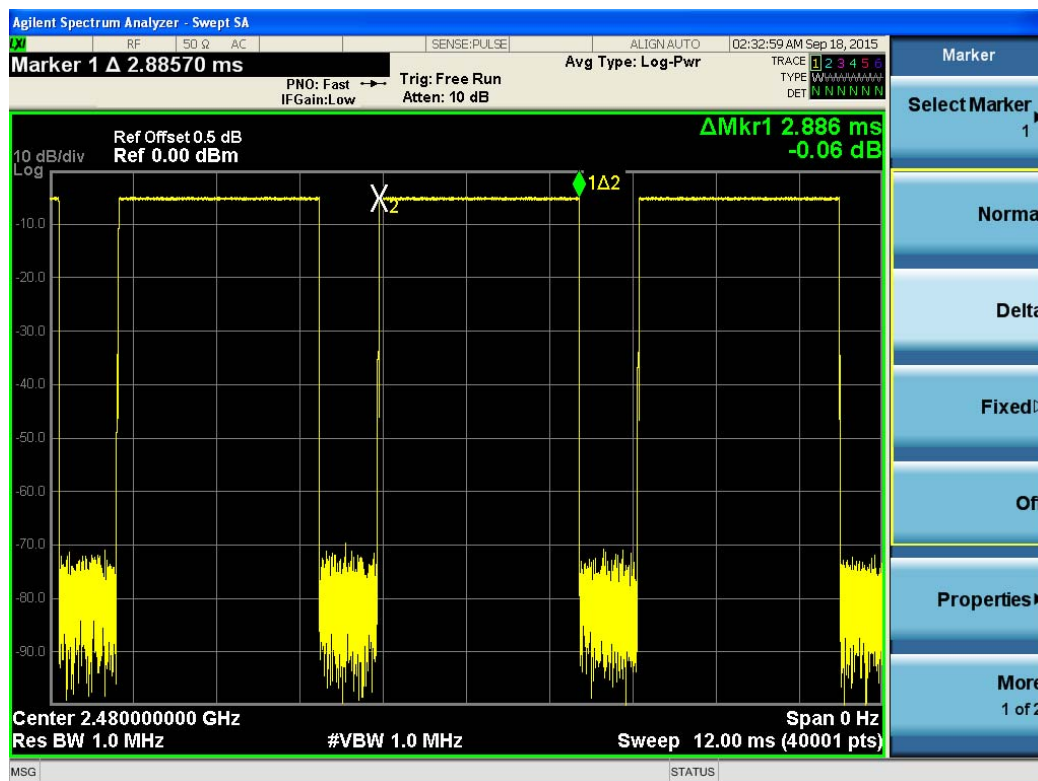 Agilent Spectrum Analyzer - Swept SA
LXI RF 50 Ω AC SENSE:PULSE ALIGN AUTO 02:32:59 AM Sep 18, 2015
Marker 1 Δ 2.88570 ms
PNO: Fast
IFGain:Low
Trig: Free Run
Atten: 10 dB
Avg Type: Log-Pwr
TRACE 1 2 3 4 5 6
TYPE
DET N N N N N N
ΔMkr1 2.886 ms
-0.06 dB
Ref Offset 0.5 dB
10 dB/div Ref 0.00 dBm
Log
1Δ2
X2
-10.0
-20.0
-30.0
-40.0
-50.0
-60.0
-70.0
-80.0
-90.0
Center 2.480000000 GHz Span 0 Hz
Res BW 1.0 MHz #VBW 1.0 MHz Sweep 12.00 ms (40001 pts)
MSG STATUS
Marker
Select Marker
1
Norma
Delta
Fixed
Of
Properties
More
1 of 2